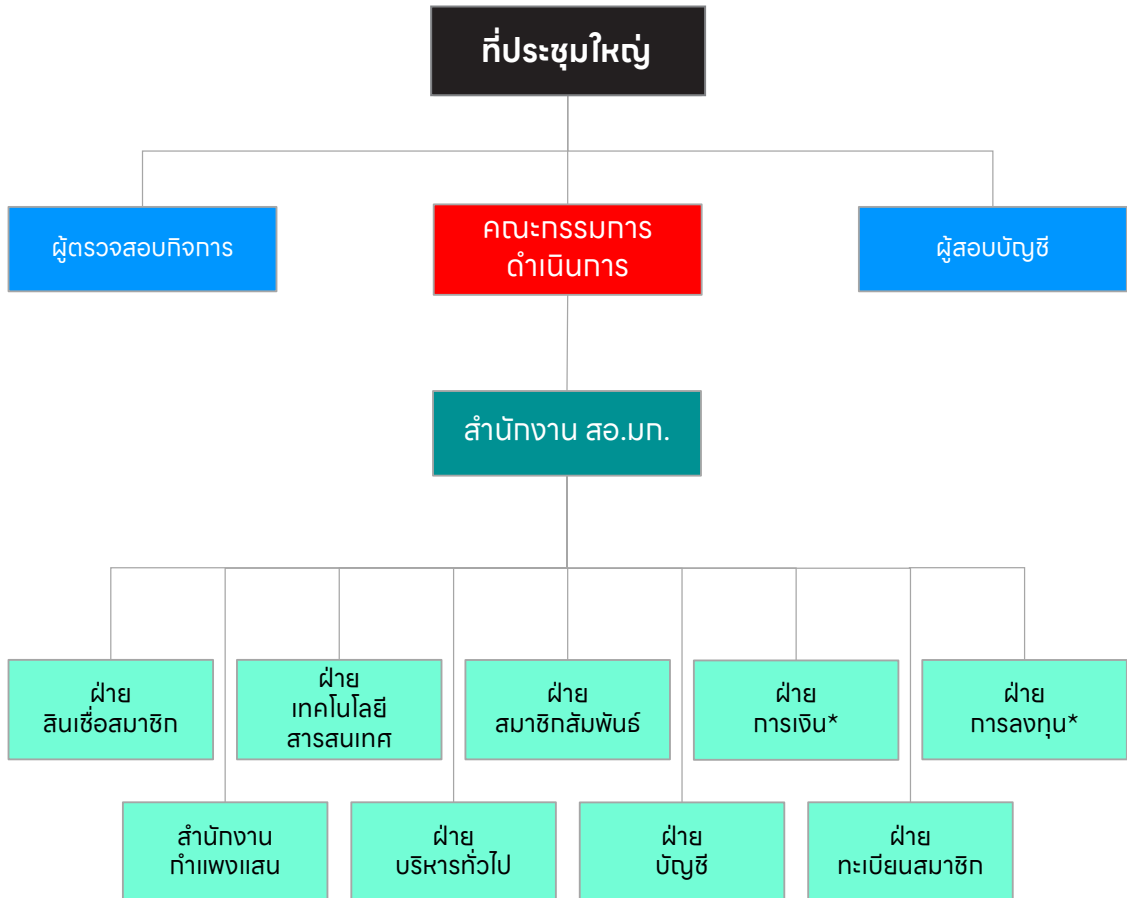 ที่ประชุมใหญ่
ผู้ตรวจสอบกิจการ
คณะกรรมการ
ดำเนินการ
ผู้สอบบัญชี
สำนักงาน สอ.มก.
ฝ่าย
สินเชื่อสมาชิก
ฝ่าย
เทคโนโลยี
สารสนเทศ
ฝ่าย
สมาชิกสัมพันธ์
ฝ่าย
การเงิน*
ฝ่าย
การลงทุน*
สำนักงาน
กำแพงแสน
ฝ่าย
บริหารทั่วไป
ฝ่าย
บัญชี
ฝ่าย
ทะเบียนสมาชิก